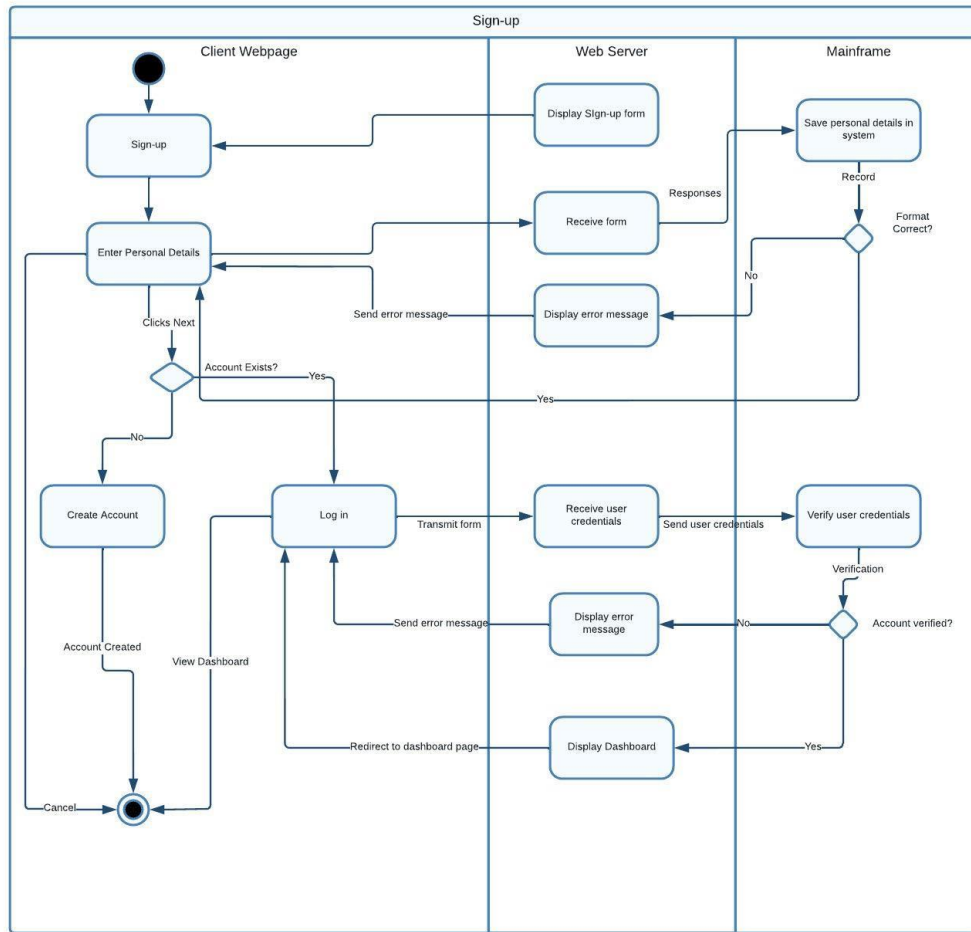 Sign-up
Client Webpage
Web Server
Mainframe
Display SIgn-up form
Save personal details in
system
Sign-up
Record
Responses
Receive form
Format
Correct?
Enter Personal Details
No
Send error message
Display error message
Clicks Next
Account Exists?
Yes
Yes
No
Create Account
Log in
Transmit form
Receive user
credentials
Send user credentials
Verify user credentials
Verification
Send error message
Display error
message
No
Account verified?
Account Created
View Dashboard
Redirect to dashboard page
Display Dashboard
Yes
Cancel